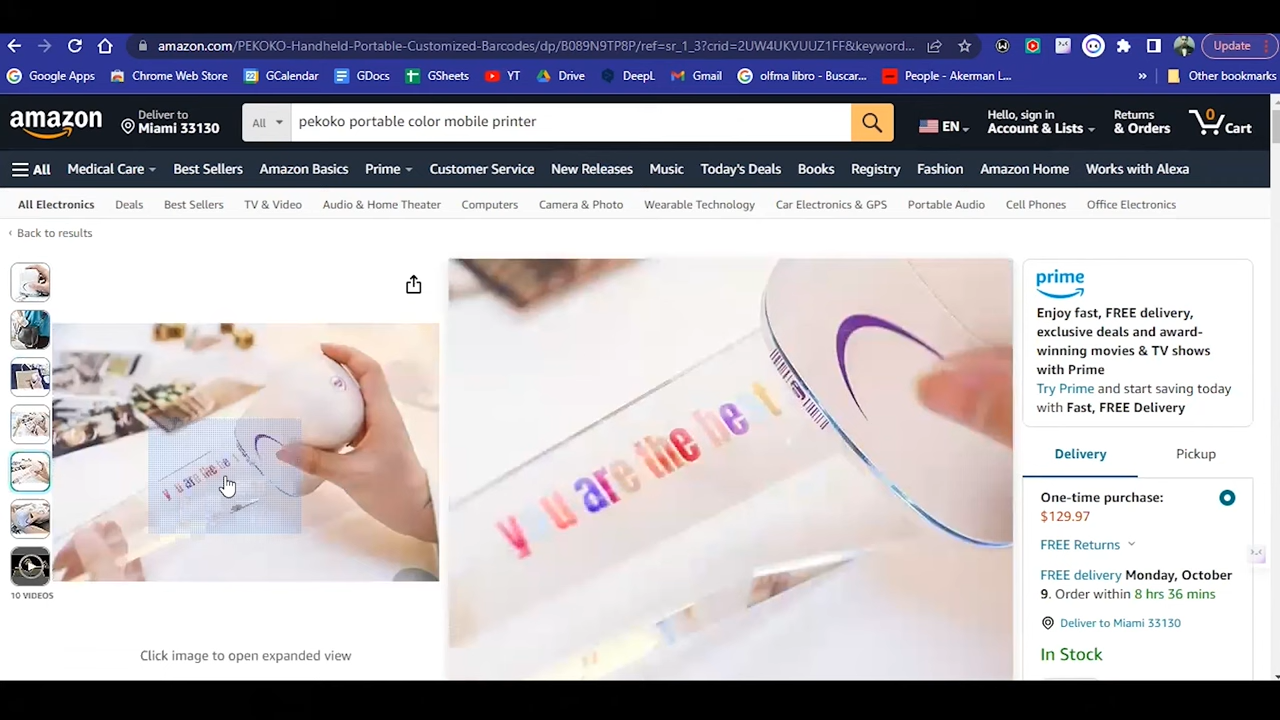 amazon.com/PEKOKO-Handheld-Portable-Customized-Barcodes/dp/B089N9TP8P/ref=sr_1_3?crid=2UW4UKVUUZ1FF&keyword...
Update
Google Apps
Chrome Web Store
GCalendar
GDocs
GSheets
YT
Drive
DeepL
Gmail
olfma libro - Buscar...
People - Akerman L...
»
Other bookmarks
amazon
Deliver to
Miami 33130
All
pekoko portable color mobile printer
EN
Hello, sign in
Account & Lists
Returns
& Orders
0
Cart
All
Medical Care
Best Sellers
Amazon Basics
Prime
Customer Service
New Releases
Music
Today's Deals
Books
Registry
Fashion
Amazon Home
Works with Alexa
All Electronics
Deals
Best Sellers
TV & Video
Audio & Home Theater
Computers
Camera & Photo
Wearable Technology
Car Electronics & GPS
Portable Audio
Cell Phones
Office Electronics
‹ Back to results
10 VIDEOS
you are the best
you are the best
Click image to open expanded view
prime
Enjoy fast, FREE delivery,
exclusive deals and award-
winning movies & TV shows
with Prime
Try Prime and start saving today
with Fast, FREE Delivery
Delivery
Pickup
One-time purchase:
$129.97
FREE Returns
FREE delivery Monday, October
9. Order within 8 hrs 36 mins
Deliver to Miami 33130
In Stock